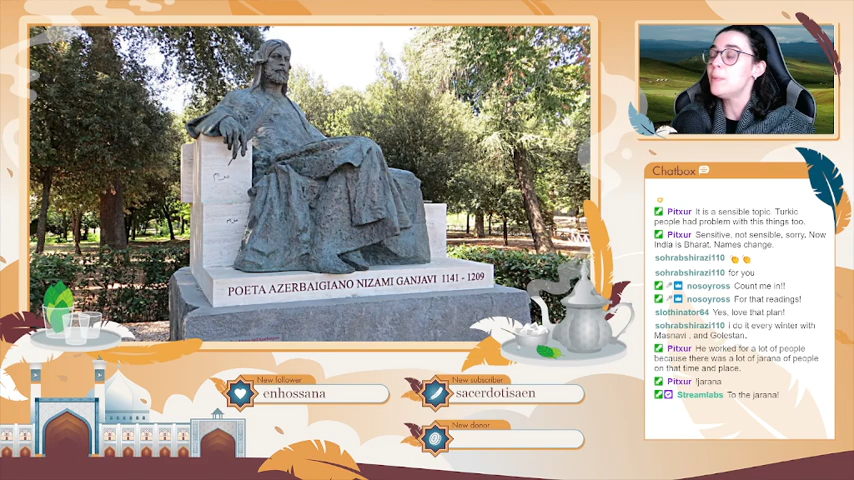 POETA AZERBAIGIANO NIZAMI GANJAVI 1141 - 1209
New follower
enhossana
New subscriber
sacerdotisaen
New donor
Chatbox
Pitxur It is a sensible topic. Turkic
people had problem with this things too.
Pitxur Sensitive, not sensible, sorry. Now
India is Bharat. Names change.
sohrabshirazi110
sohrabshirazi110 for you
nosoyross Count me in!!
nosoyross For that readings!
slothinator64 Yes, love that plan!
sohrabshirazi110 i do it every winter with
Masnavi , and Golestan.
Pitxur He worked for a lot of people
because there was a lot of jarana of people
on that time and place.
Pitxur !jarana
Streamlabs To the jarana!